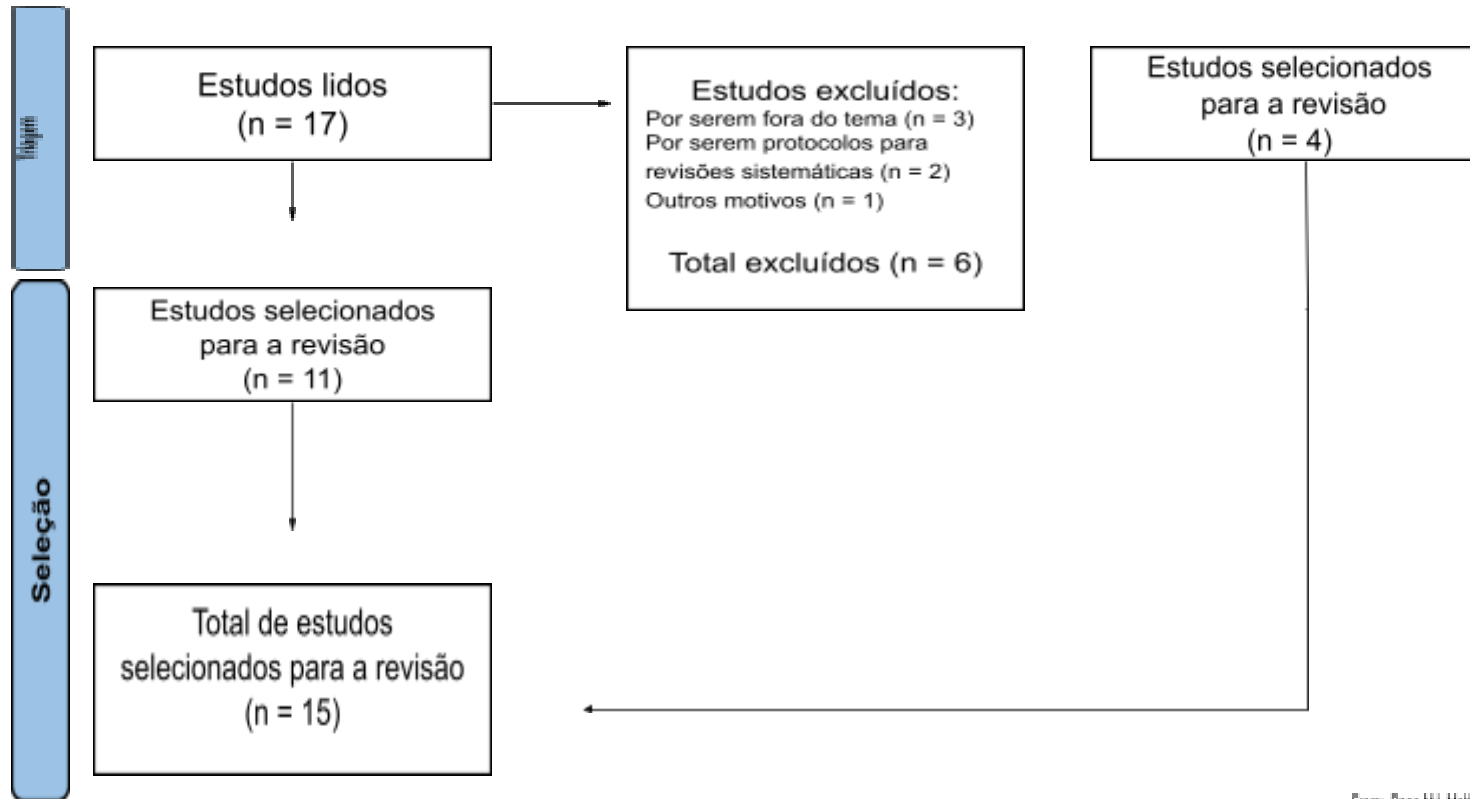 Triagem
Estudos lidos
(n = 17)
Estudos excluídos:
Por serem fora do tema (n = 3)
Por serem protocolos para
revisões sistemáticas (n = 2)
Outros motivos (n = 1)
Total excluídos (n = 6)
Estudos selecionados
para a revisão
(n = 4)
Seleção
Estudos selecionados
para a revisão
(n = 11)
Total de estudos
selecionados para a revisão
(n = 15)